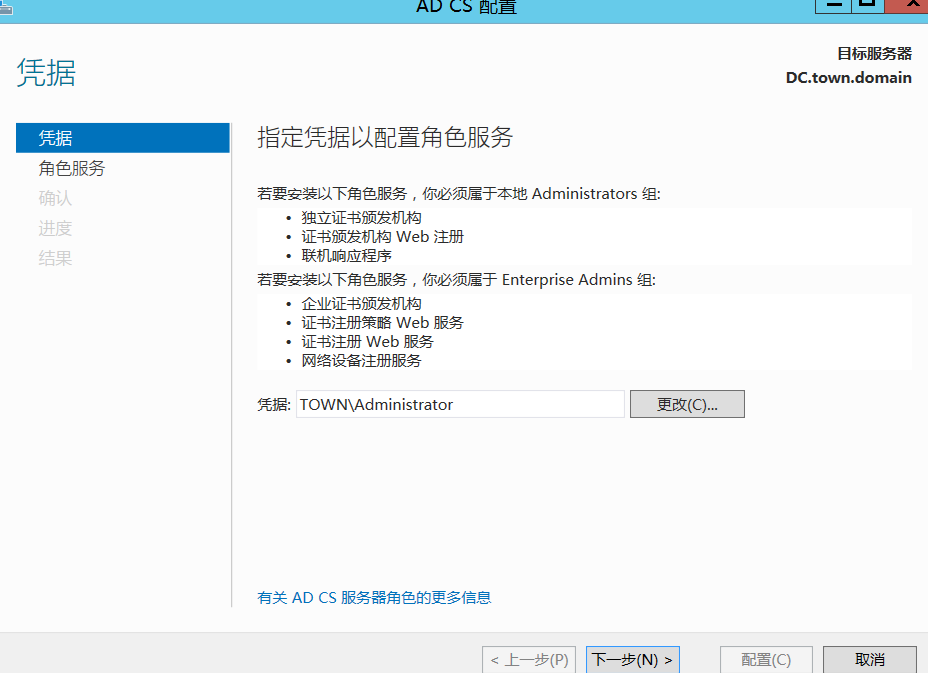 AD CS 配置
凭据
目标服务器
DC.town.domain
凭据
角色服务
确认
进度
结果
指定凭据以配置角色服务
若要安装以下角色服务，你必须属于本地 Administrators 组:
• 独立证书颁发机构
• 证书颁发机构 Web 注册
• 联机响应程序
若要安装以下角色服务，你必须属于 Enterprise Admins 组:
• 企业证书颁发机构
• 证书注册策略 Web 服务
• 证书注册 Web 服务
• 网络设备注册服务
凭据: TOWN\Administrator 更改(C)...
有关 AD CS 服务器角色的更多信息
< 上一步(P) 下一步(N) > 配置(C) 取消